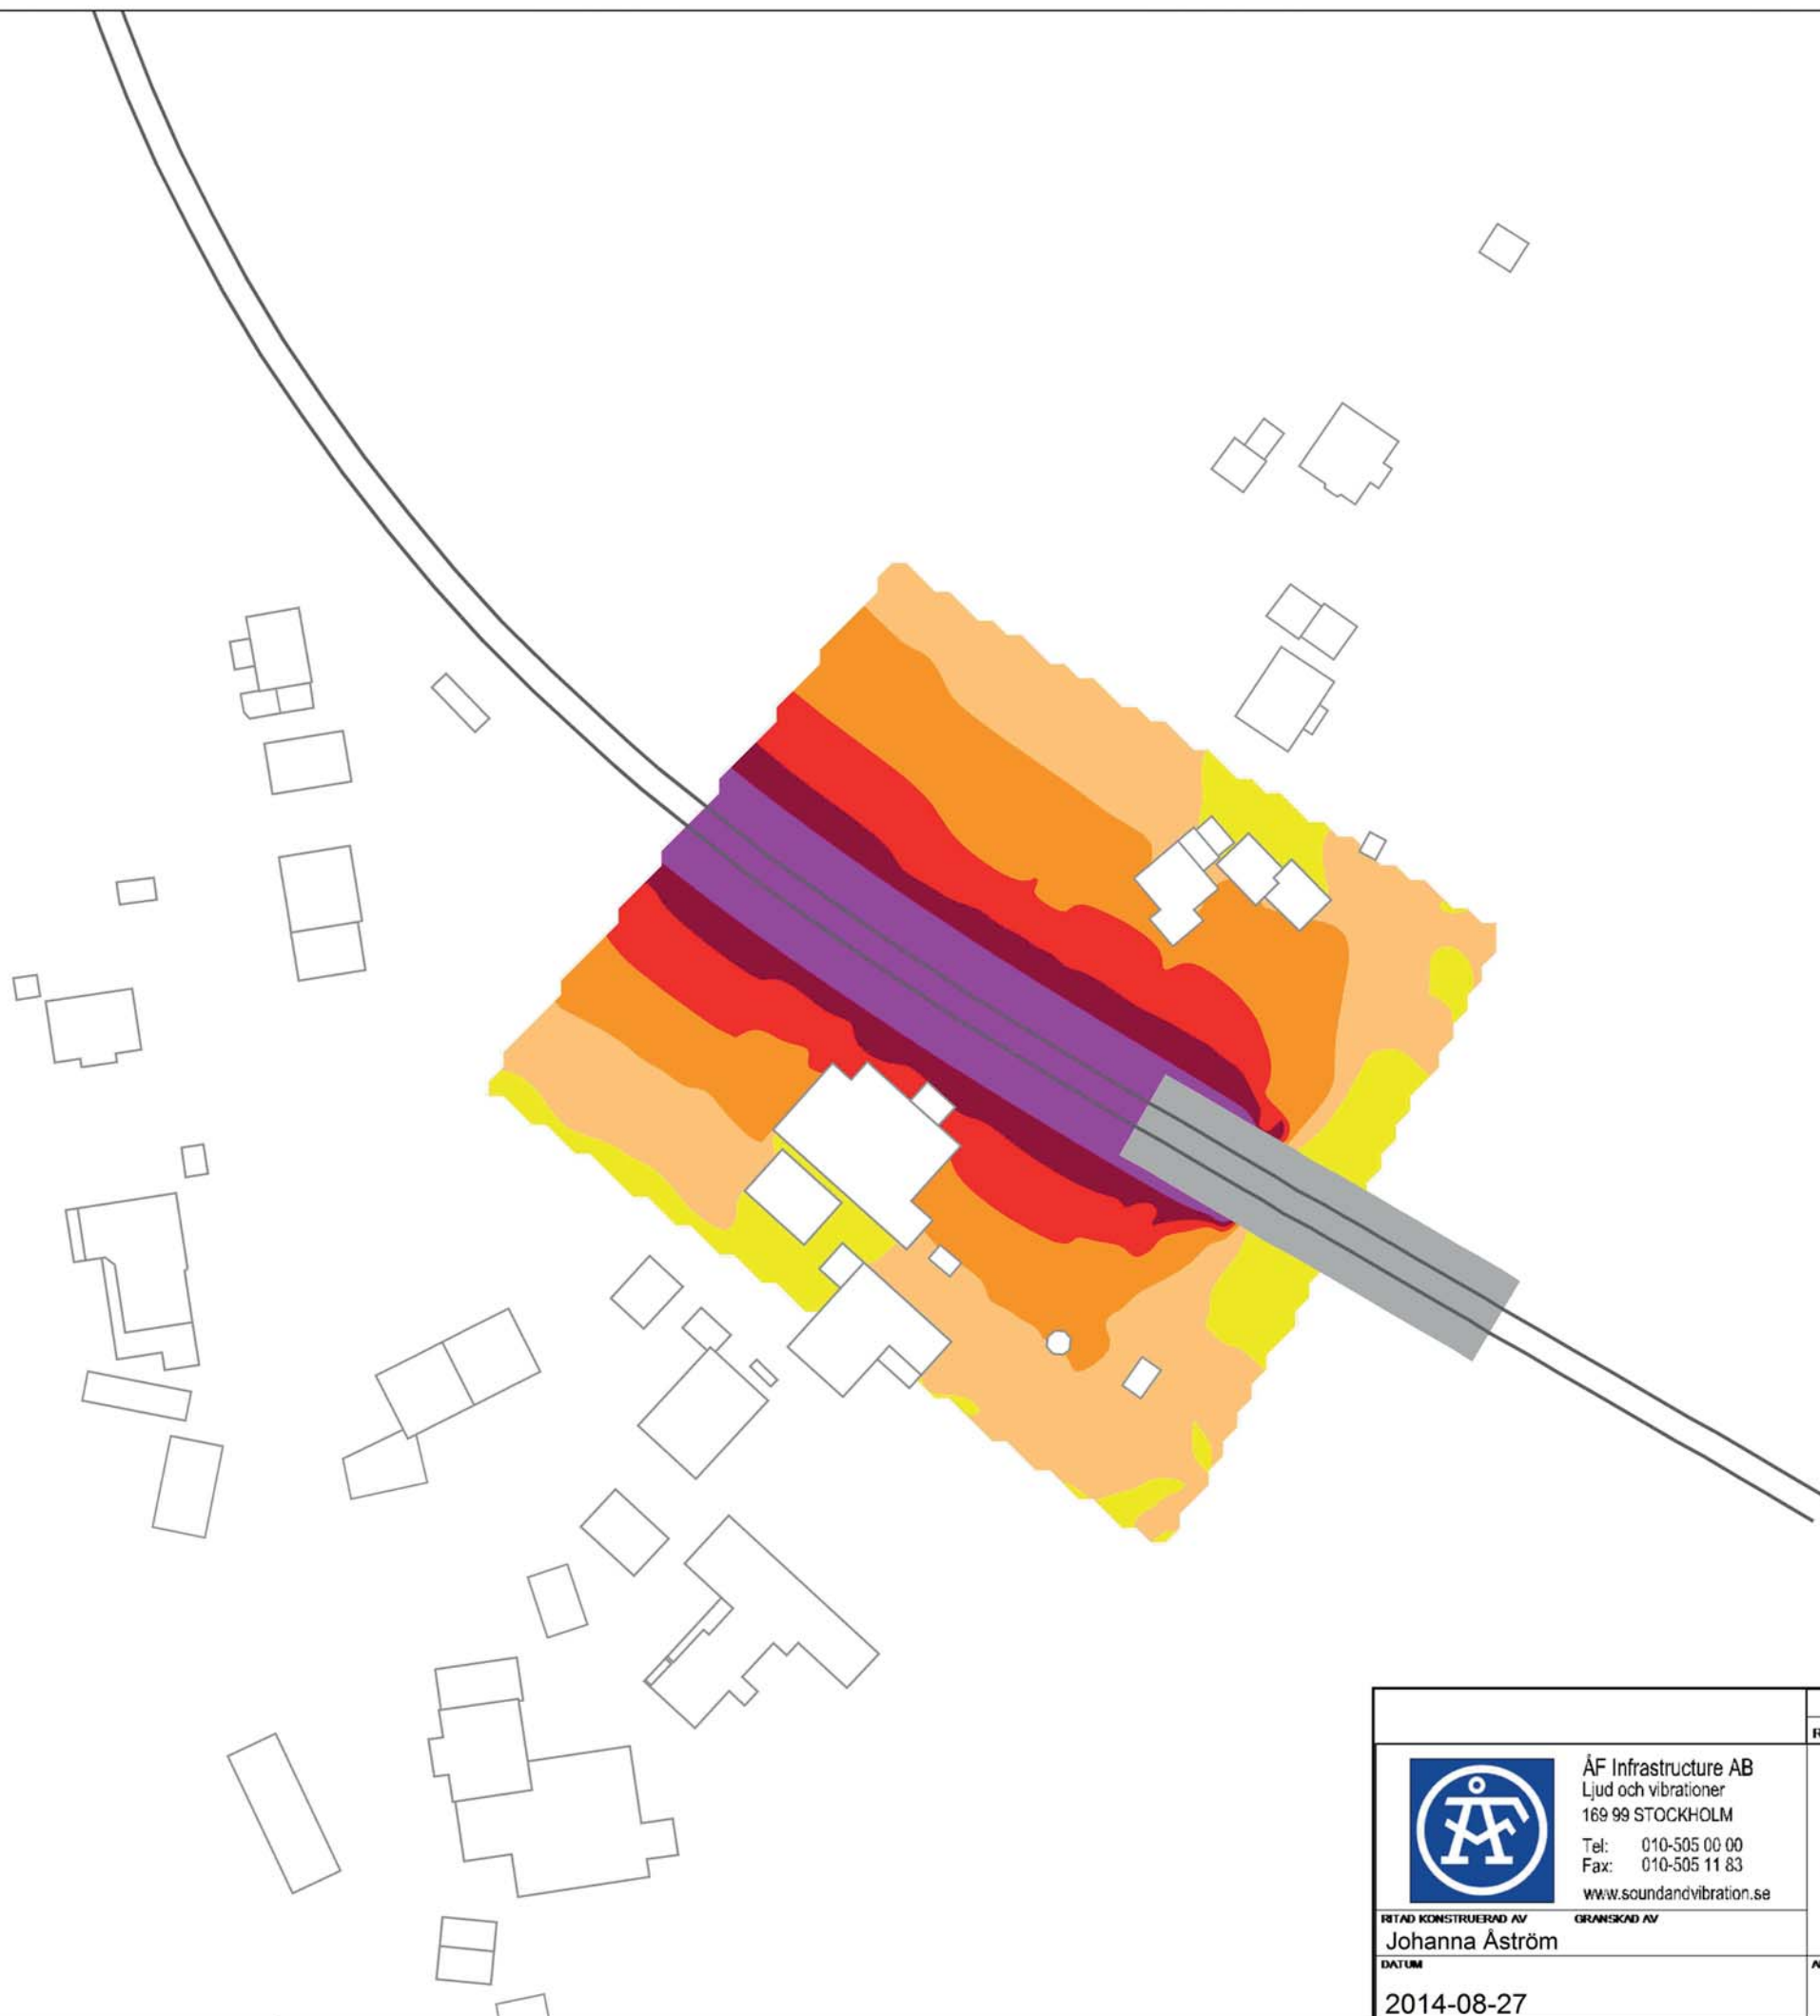 ÅF Infrastructure AB
Ljud och vibrationer
169 99 STOCKHOLM
Tel: 010-505 00 00
Fax: 010-505 11 83
www.soundandvibration.se
RITAD KONSTRUERAD AV GRANSKAD AV
Johanna Åström
DATUM
2014-08-27